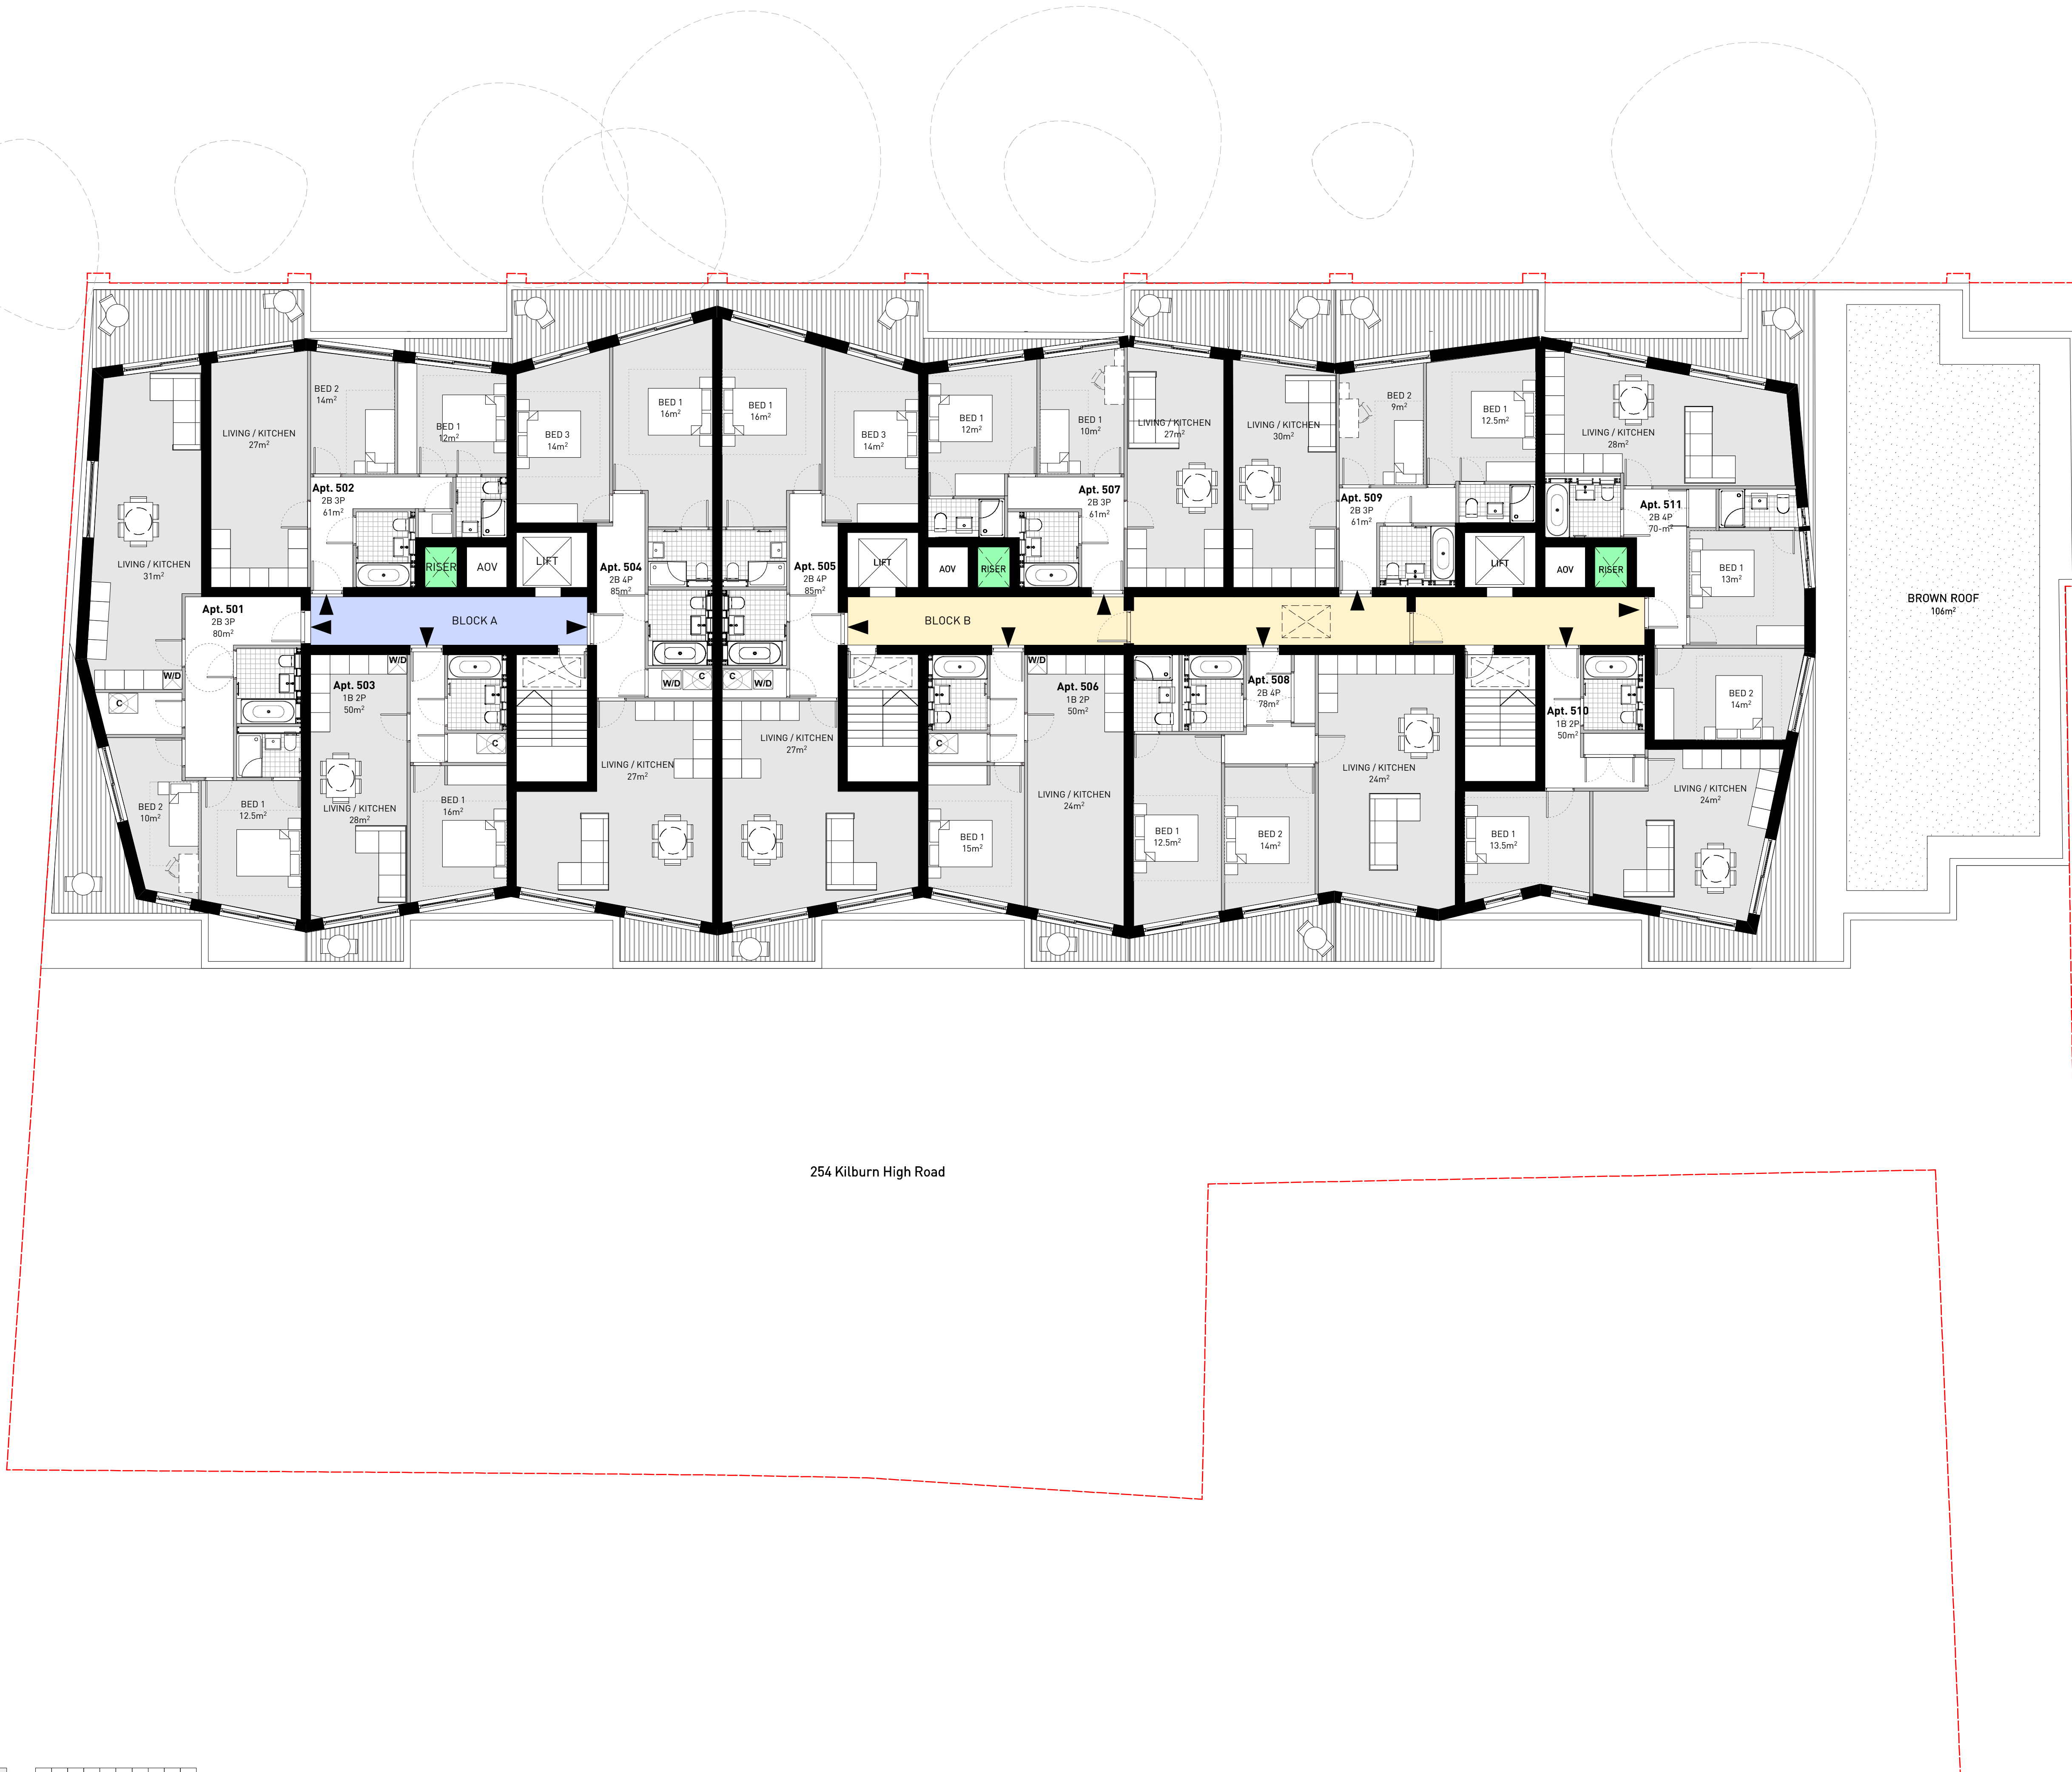 BED 2
14m²
LIVING / KITCHEN
27m²
BED 1
12m²
BED 3
14m²
BED 1
16m²
BED 1
16m²
BED 3
14m²
BED 1
12m²
BED 1
10m²
LIVING / KITCHEN
27m²
LIVING / KITCHEN
30m²
BED 2
9m²
BED 1
12.5m²
LIVING / KITCHEN
28m²
Apt. 502
2B 3P
61m²
Apt. 507
2B 3P
61m²
Apt. 509
2B 3P
61m²
Apt. 511
2B 4P
70-m²
LIVING / KITCHEN
31m²
RISER
AOV
LIFT
Apt. 504
2B 4P
85m²
Apt. 505
2B 4P
85m²
LIFT
AOV
RISER
LIFT
AOV
RISER
BED 1
13m²
BROWN ROOF
106m²
Apt. 501
2B 3P
80m²
BLOCK A
BLOCK B
W/D
C
W/D
Apt. 503
1B 2P
50m²
C
W/D
C
C
W/D
W/D
C
Apt. 506
1B 2P
50m²
Apt. 508
2B 4P
78m²
Apt. 510
1B 2P
50m²
BED 2
14m²
LIVING / KITCHEN
27m²
LIVING / KITCHEN
27m²
LIVING / KITCHEN
24m²
LIVING / KITCHEN
24m²
LIVING / KITCHEN
24m²
BED 2
10m²
BED 1
12.5m²
LIVING / KITCHEN
28m²
BED 1
16m²
BED 1
15m²
BED 1
12.5m²
BED 2
14m²
BED 1
13.5m²
254 Kilburn High Road